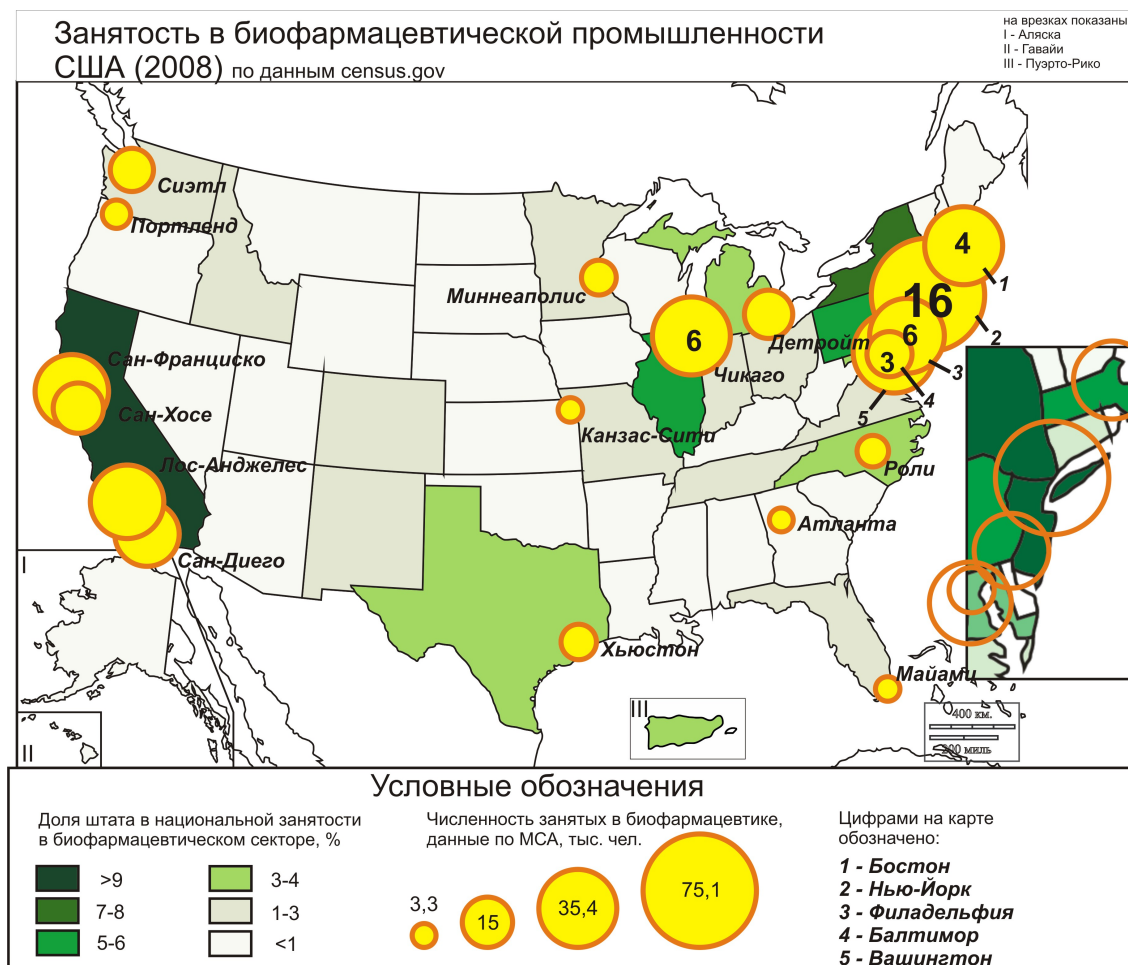 Занятость в биофармацевтической промышленности
США (2008) по данным census.gov
на врезках показаны
I - Аляска
II - Гавайи
III - Пуэрто-Рико
Сиэтл
Портленд
Миннеаполис
4
1
16
2
6
6
Детройт
3
3
Сан-Франциско
Чикаго
4
5
Сан-Хосе
Канзас-Сити
Лос-Анджелес
Роли
Атланта
Сан-Диего
I
Хьюстон
Майами
III
400 км.
II
200 миль
Условные обозначения
Доля штата в национальной занятости
в биофармацевтическом секторе, %
>9
7-8
5-6
3-4
1-3
<1
Численность занятых в биофармацевтике,
данные по МСА, тыс. чел.
3,3
15
35,4
75,1
Цифрами на карте
обозначено:
1 - Бостон
2 - Нью-Йорк
3 - Филадельфия
4 - Балтимор
5 - Вашингтон